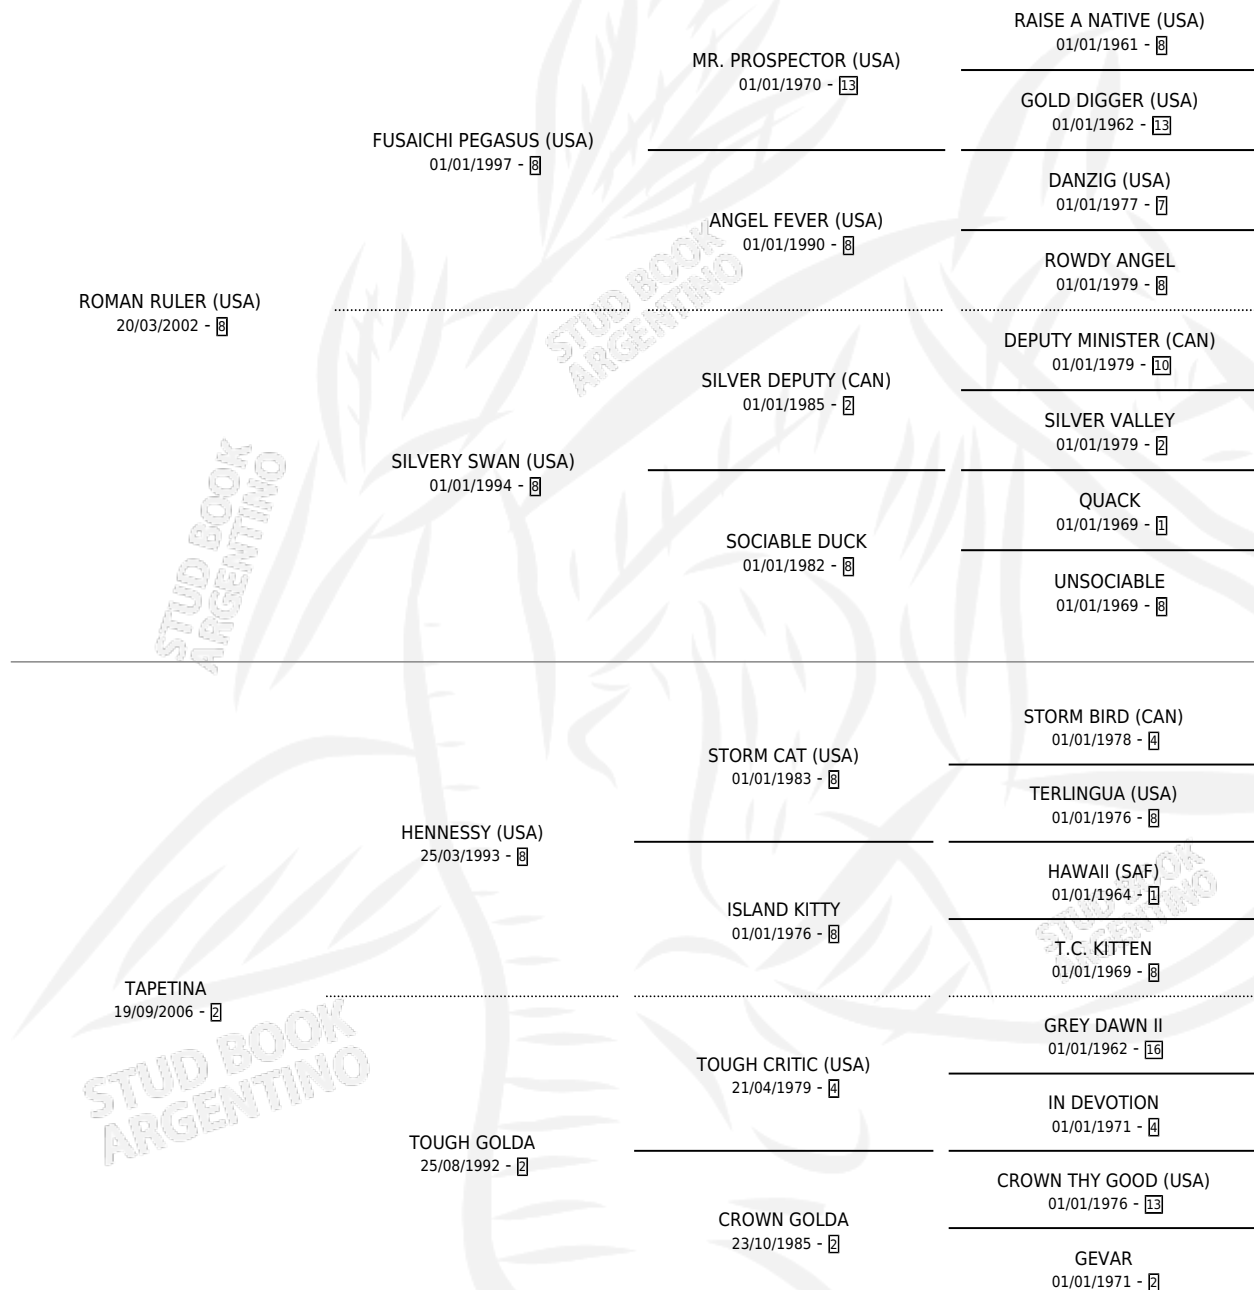 RAISE A NATIVE (USA)
01/01/1961 - 8
MR. PROSPECTOR (USA)
01/01/1970 - 13
GOLD DIGGER (USA)
01/01/1962 - 13
FUSAICHI PEGASUS (USA)
01/01/1997 - 8
DANZIG (USA)
01/01/1977 - 7
ANGEL FEVER (USA)
01/01/1990 - 8
ROWDY ANGEL
01/01/1979 - 8
ROMAN RULER (USA)
20/03/2002 - 8
DEPUTY MINISTER (CAN)
01/01/1979 - 10
SILVER DEPUTY (CAN)
01/01/1985 - 2
SILVER VALLEY
01/01/1979 - 2
SILVERY SWAN (USA)
01/01/1994 - 8
QUACK
01/01/1969 - 1
SOCIABLE DUCK
01/01/1982 - 8
UNSOCIABLE
01/01/1969 - 8
STORM BIRD (CAN)
01/01/1978 - 4
STORM CAT (USA)
01/01/1983 - 8
TERLINGUA (USA)
01/01/1976 - 8
HENNESSY (USA)
25/03/1993 - 8
HAWAII (SAF)
01/01/1964 - 1
ISLAND KITTY
01/01/1976 - 8
T.C. KITTEN
01/01/1969 - 8
TAPETINA
19/09/2006 - 2
GREY DAWN II
01/01/1962 - 16
TOUGH CRITIC (USA)
21/04/1979 - 4
IN DEVOTION
01/01/1971 - 4
TOUGH GOLDA
25/08/1992 - 2
CROWN THY GOOD (USA)
01/01/1976 - 13
CROWN GOLDA
23/10/1985 - 2
GEVAR
01/01/1971 - 2
STUD BOOK
ARGENTINO
STUD BOOK
ARGENTINO
STUD BOOK
ARGENTINO
STUD BOOK
ARGENTINO